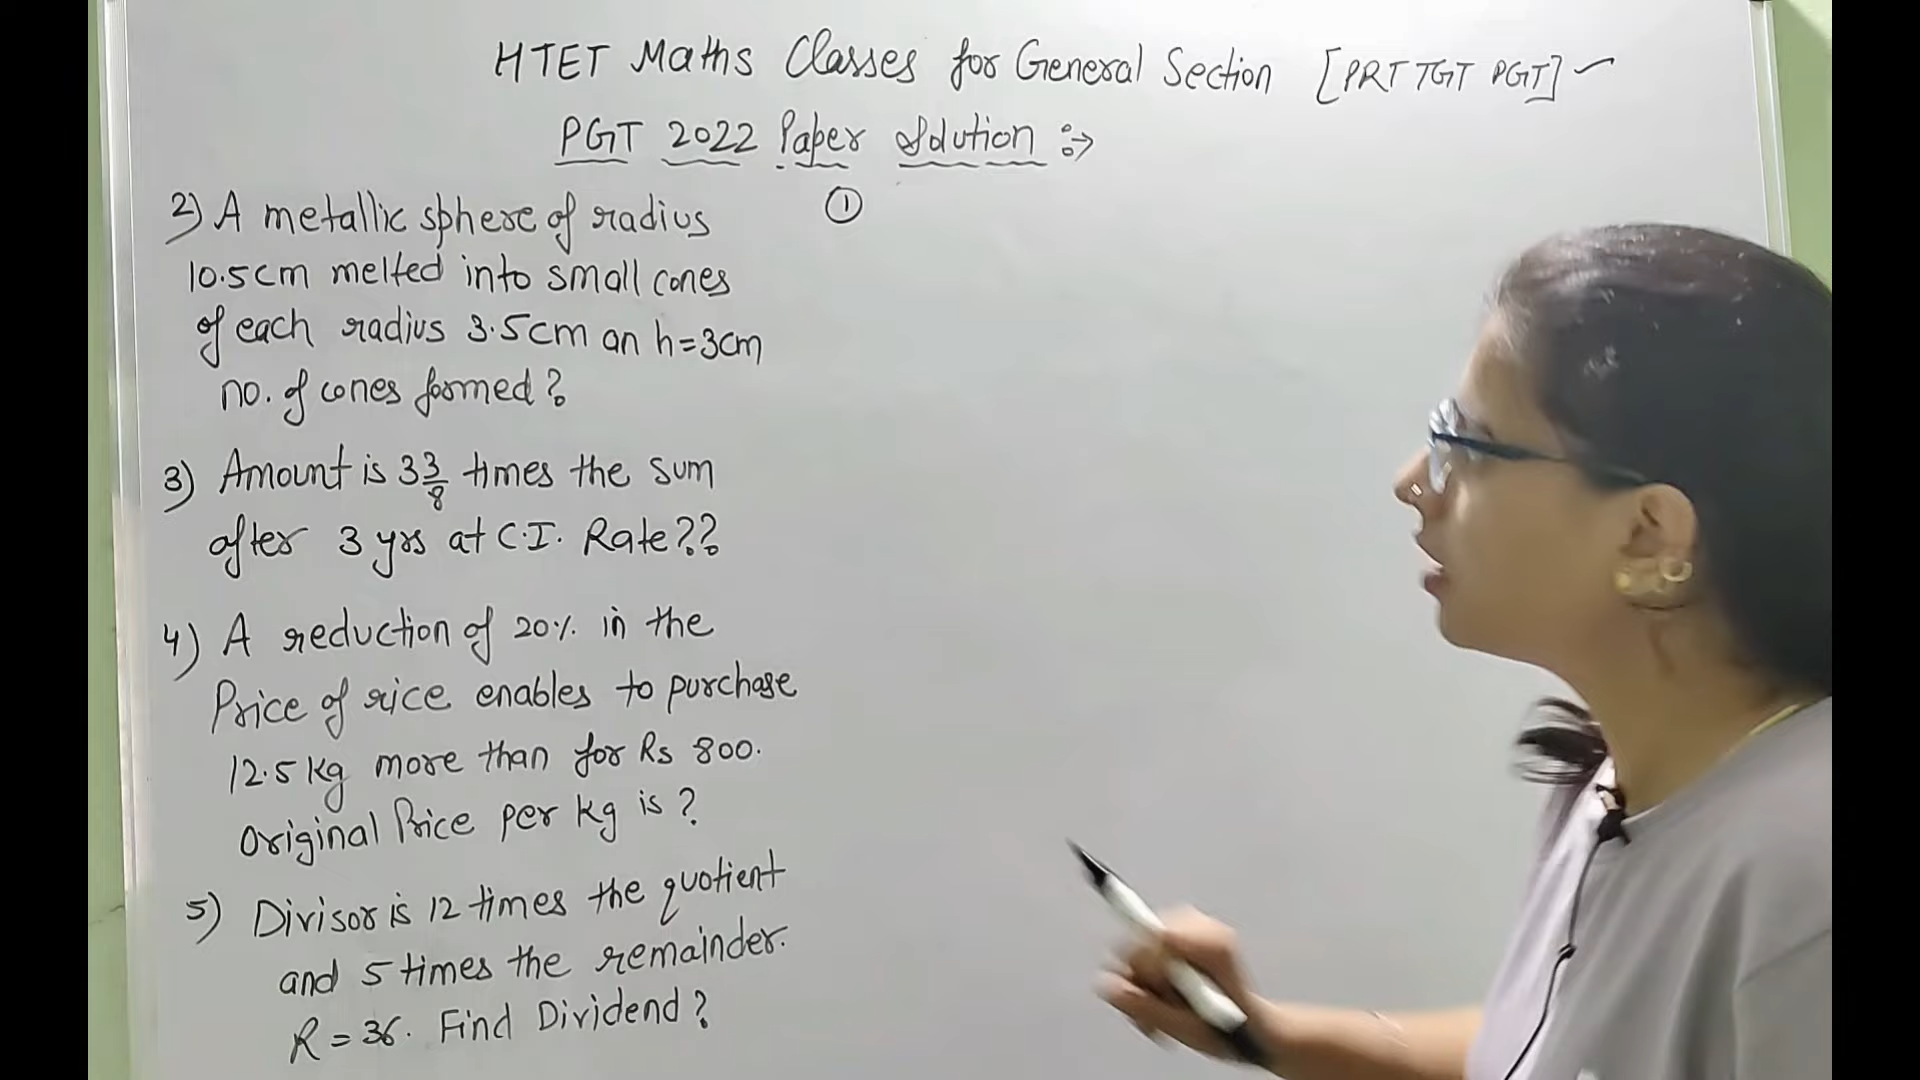 HTET Maths Classes for General Section [PRT TGT PGT]
PGT 2022 Paper Solution :→
①
2) A metallic sphere of radius
10.5cm melted into small cones
of each radius 3.5cm an h=3cm
no. of cones formed?
3) Amount is 3 3/8 times the sum
after 3 yrs at C.I. Rate??
4) A reduction of 20% in the
Price of rice enables to purchase
12.5 kg more than for Rs 800.
Original Price per kg is?
5) Divisor is 12 times the quotient
and 5 times the remainder.
R = 36. Find Dividend?